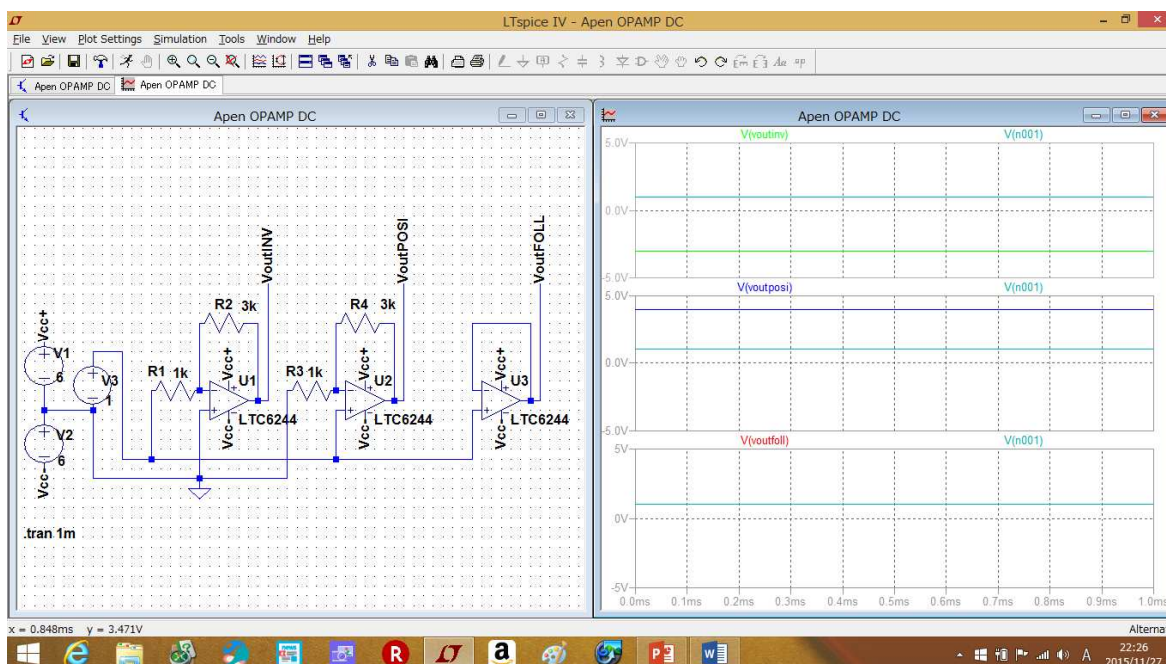 LTspice IV - Apen OPAMP DC
File View Plot Settings Simulation Tools Window Help
Apen OPAMP DC
Apen OPAMP DC
Apen OPAMP DC
VoutINV
VoutPOSI
VoutFOLL
R2 3k
R4 3k
Vcc+
V1
6
V3
1
R1 1k
Vcc+
U1
R3 1k
Vcc+
U2
Vcc+
U3
LTC6244
LTC6244
LTC6244
Vcc-
Vcc-
Vcc-
V2
6
Vcc-
.tran 1m
Apen OPAMP DC
V(voutinv) V(n001)
5.0V
0.0V
-5.0V
V(voutposi) V(n001)
5.0V
0.0V
-5.0V
V(voutfoll) V(n001)
5V
0V
-5V
0.0ms 0.1ms 0.2ms 0.3ms 0.4ms 0.5ms 0.6ms 0.7ms 0.8ms 0.9ms 1.0ms
x = 0.848ms y = 3.471V
Alterna
A
22:26
2015/11/27